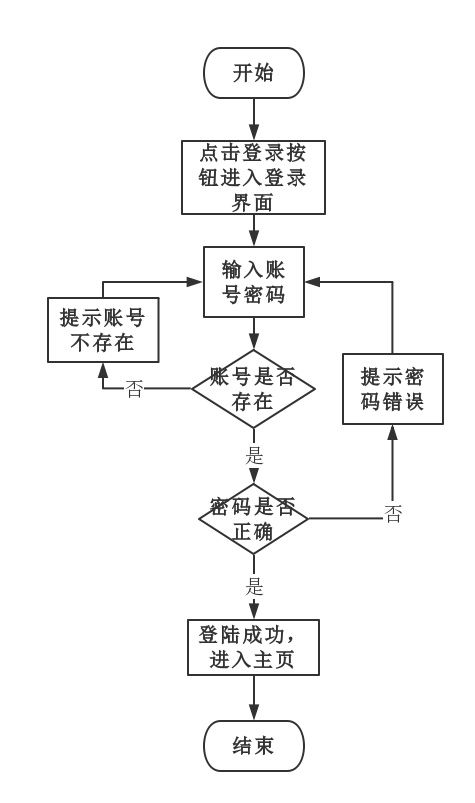 开始
点击登录按
钮进入登录
界面
输入账
号密码
提示账号
不存在
账号是否
存在
否
提示密
码错误
是
密码是否
正确
否
是
登陆成功，
进入主页
结束